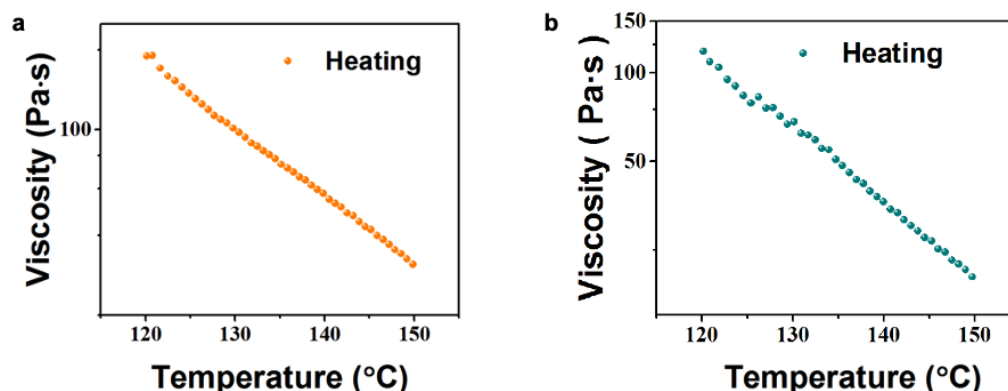 a
Heating
Viscosity (Pa·s)
100
120 130 140 150
Temperature (°C)
b
Heating
Viscosity ( Pa·s)
150
100
50
120 130 140 150
Temperature (°C)